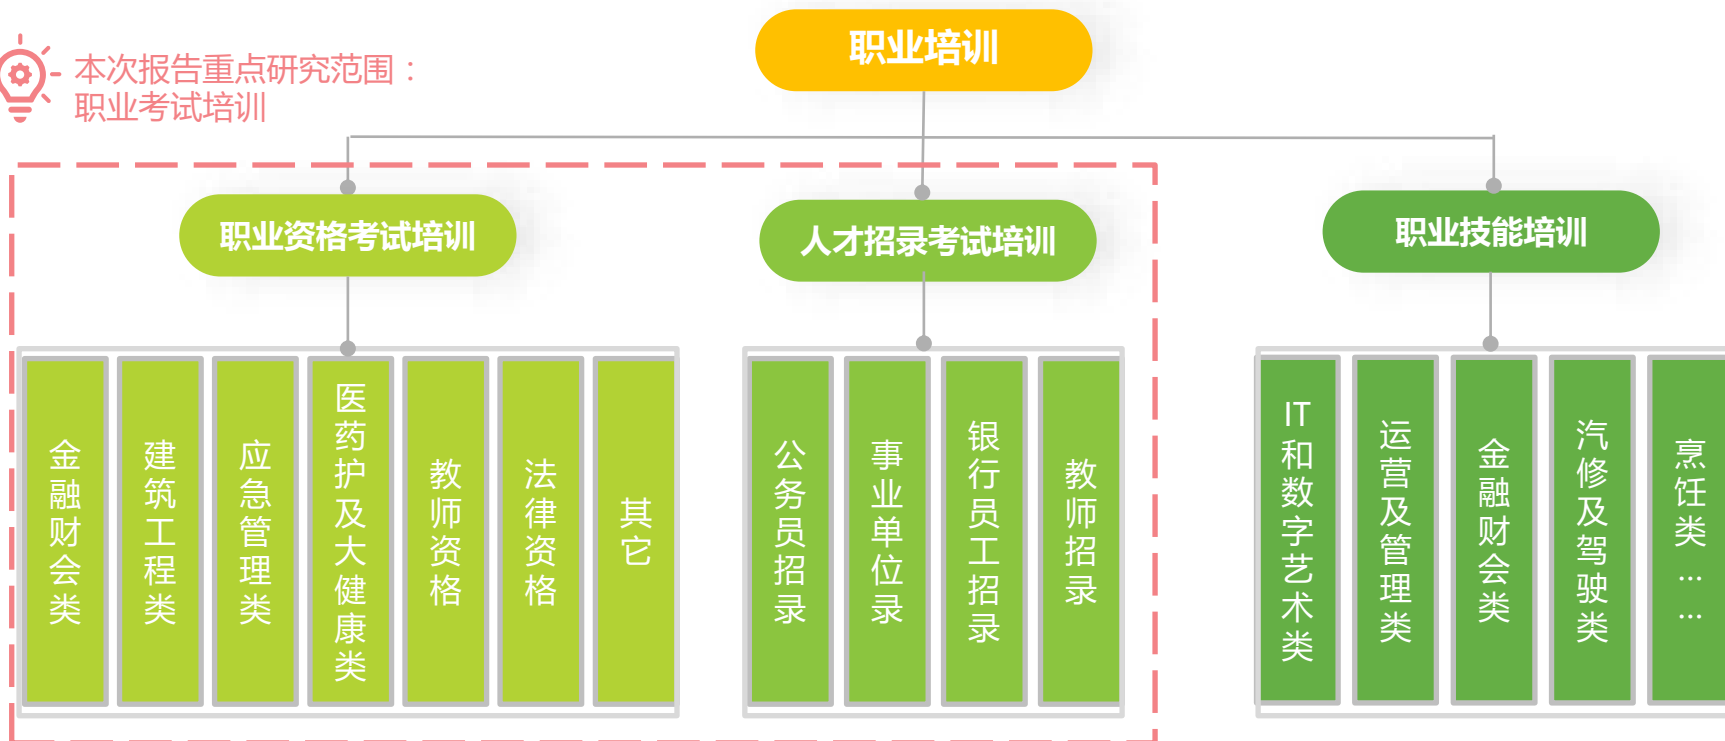 本次报告重点研究范围：
职业考试培训
职业培训
职业资格考试培训
人才招录考试培训
职业技能培训
金融财会类
建筑工程类
应急管理类
医药护及大健康类
教师资格
法律资格
其它
公务员招录
事业单位录
银行员工招录
教师招录
IT和数字艺术类
运营及管理类
金融财会类
汽修及驾驶类
烹饪类……